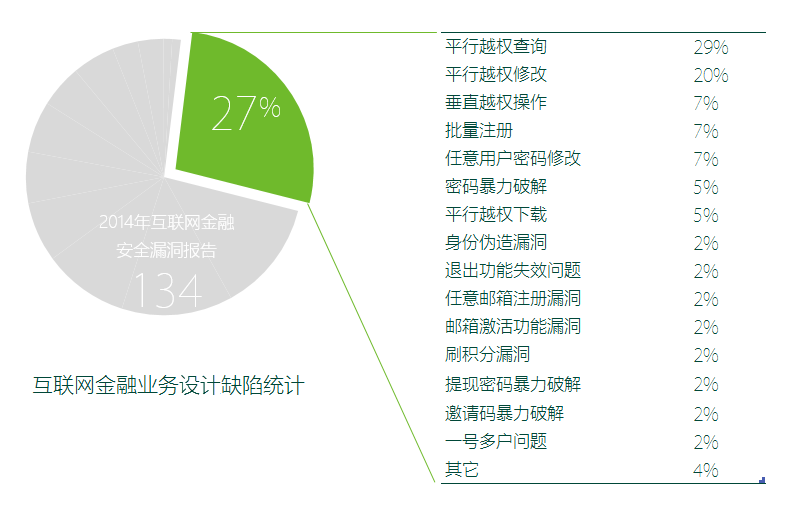 27%
2014年互联网金融
安全漏洞报告
134
互联网金融业务设计缺陷统计
平行越权查询 29%
平行越权修改 20%
垂直越权操作 7%
批量注册 7%
任意用户密码修改 7%
密码暴力破解 5%
平行越权下载 5%
身份伪造漏洞 2%
退出功能失效问题 2%
任意邮箱注册漏洞 2%
邮箱激活功能漏洞 2%
刷积分漏洞 2%
提现密码暴力破解 2%
邀请码暴力破解 2%
一号多户问题 2%
其它 4%